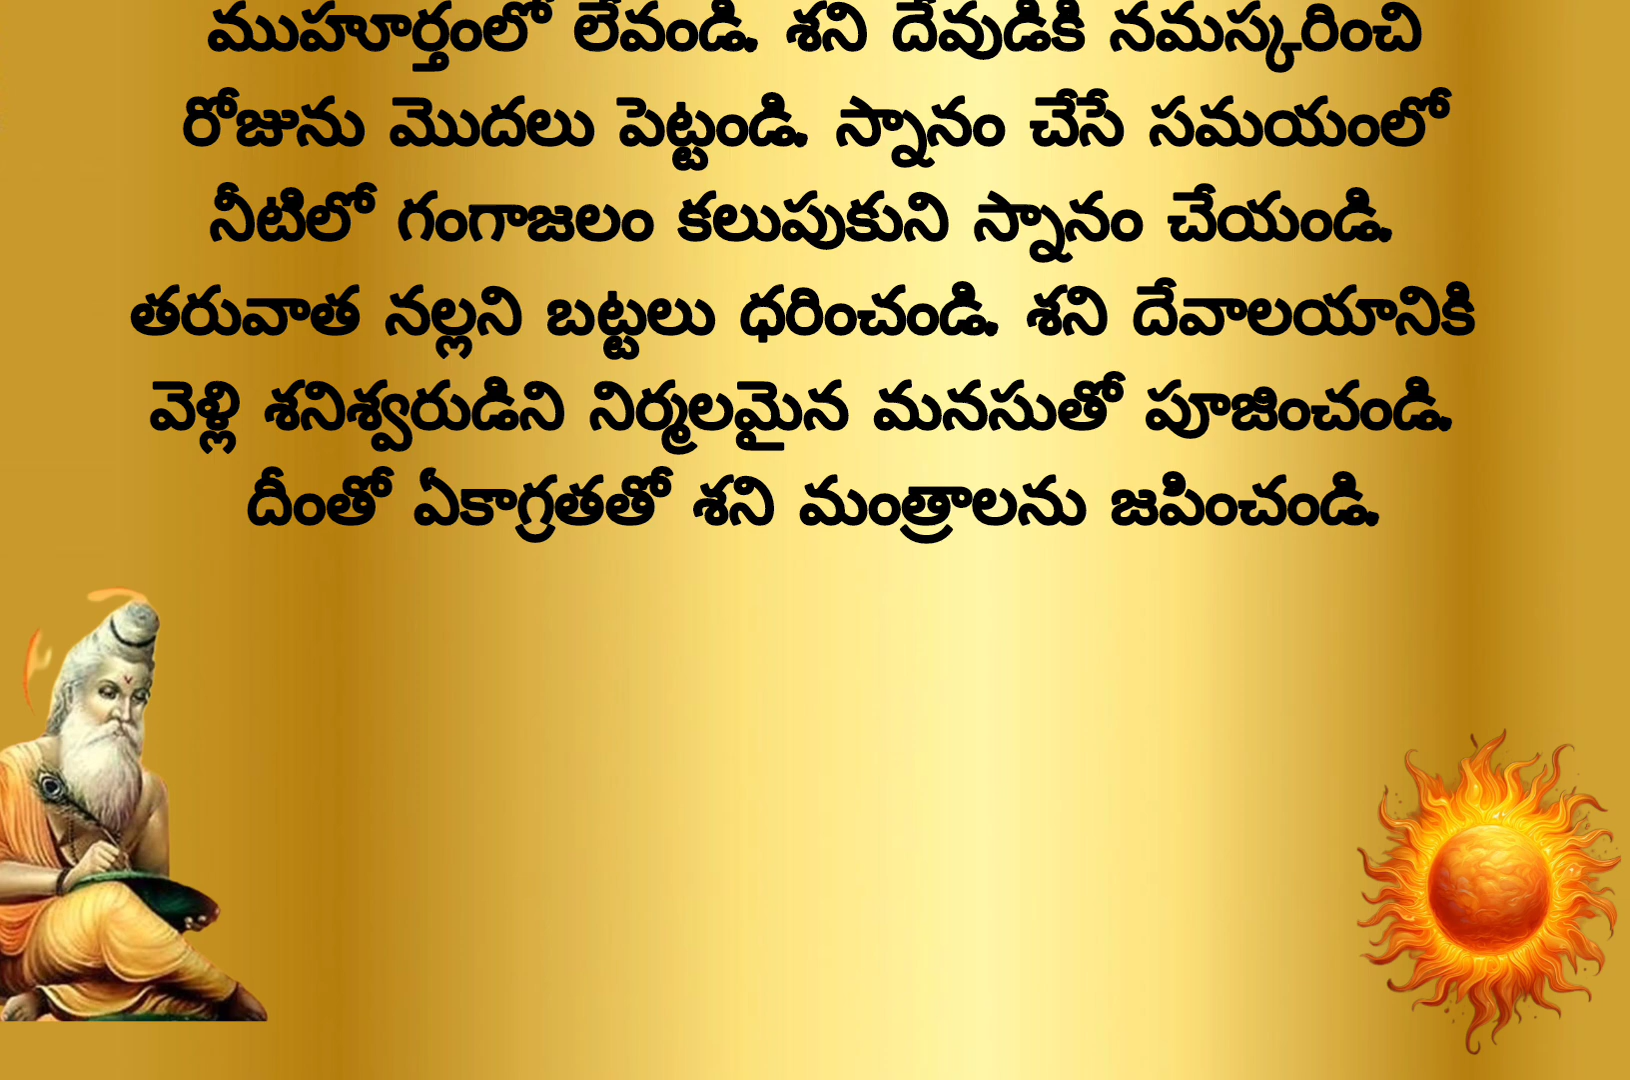 ముహూర్తంలో లేవండి. శని దేవుడికి నమస్కరించి
రోజును మొదలు పెట్టండి. స్నానం చేసే సమయంలో
నీటిలో గంగాజలం కలుపుకుని స్నానం చేయండి.
తరువాత నల్లని బట్టలు ధరించండి. శని దేవాలయానికి
వెళ్లి శనిశ్వరుడిని నిర్మలమైన మనసుతో పూజించండి.
దీంతో ఏకాగ్రతతో శని మంత్రాలను జపించండి.